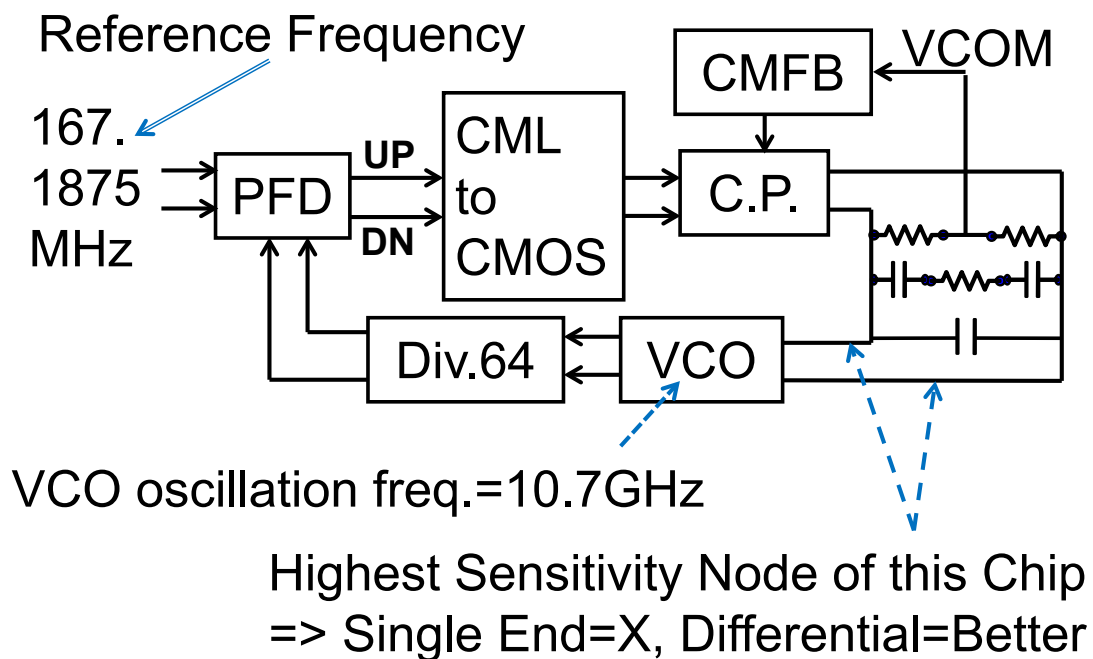 Reference Frequency
167.
1875
MHz
PFD
UP
DN
CML
to
CMOS
CMFB
VCOM
C.P.
Div.64
VCO
VCO oscillation freq.=10.7GHz
Highest Sensitivity Node of this Chip
=> Single End=X, Differential=Better